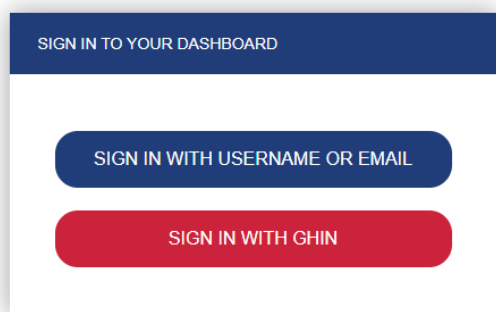 SIGN IN TO YOUR DASHBOARD
SIGN IN WITH USERNAME OR EMAIL
SIGN IN WITH GHIN